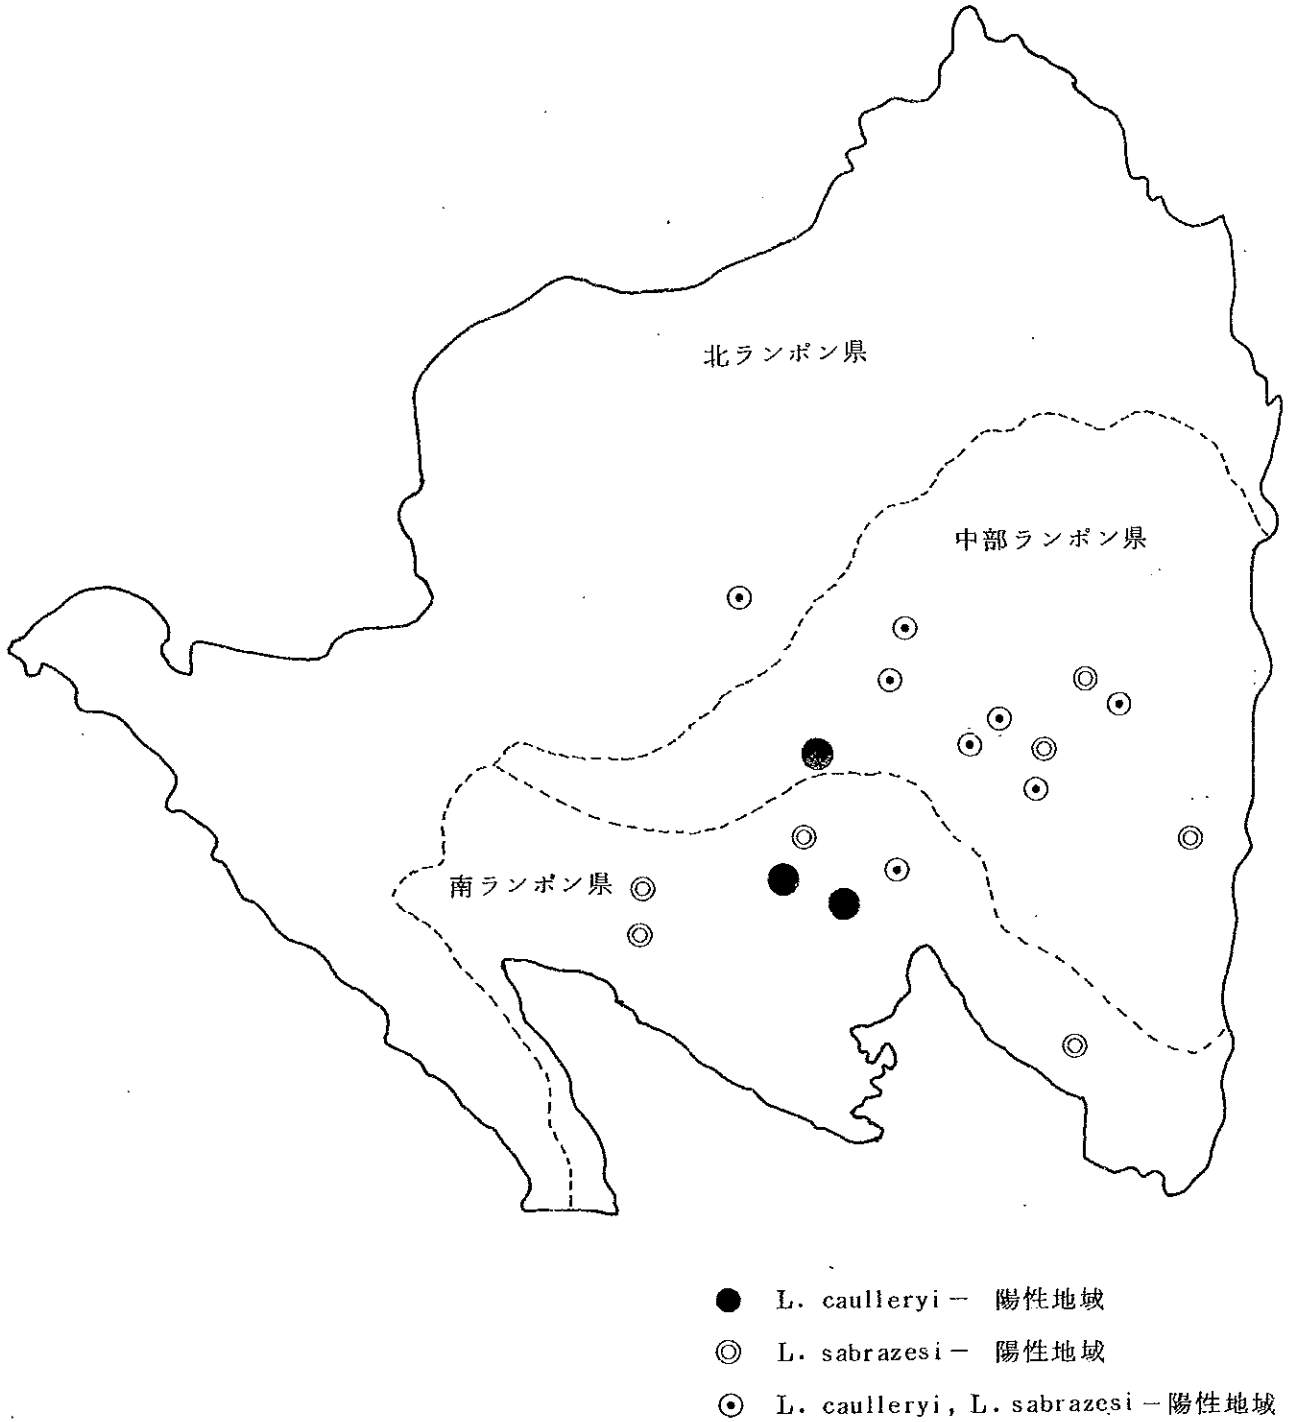 北ランポン県
中部ランポン県
南ランポン県
L. caulleryi－ 陽性地域
L. sabrazesi－ 陽性地域
L. caulleryi, L. sabrazesi－陽性地域